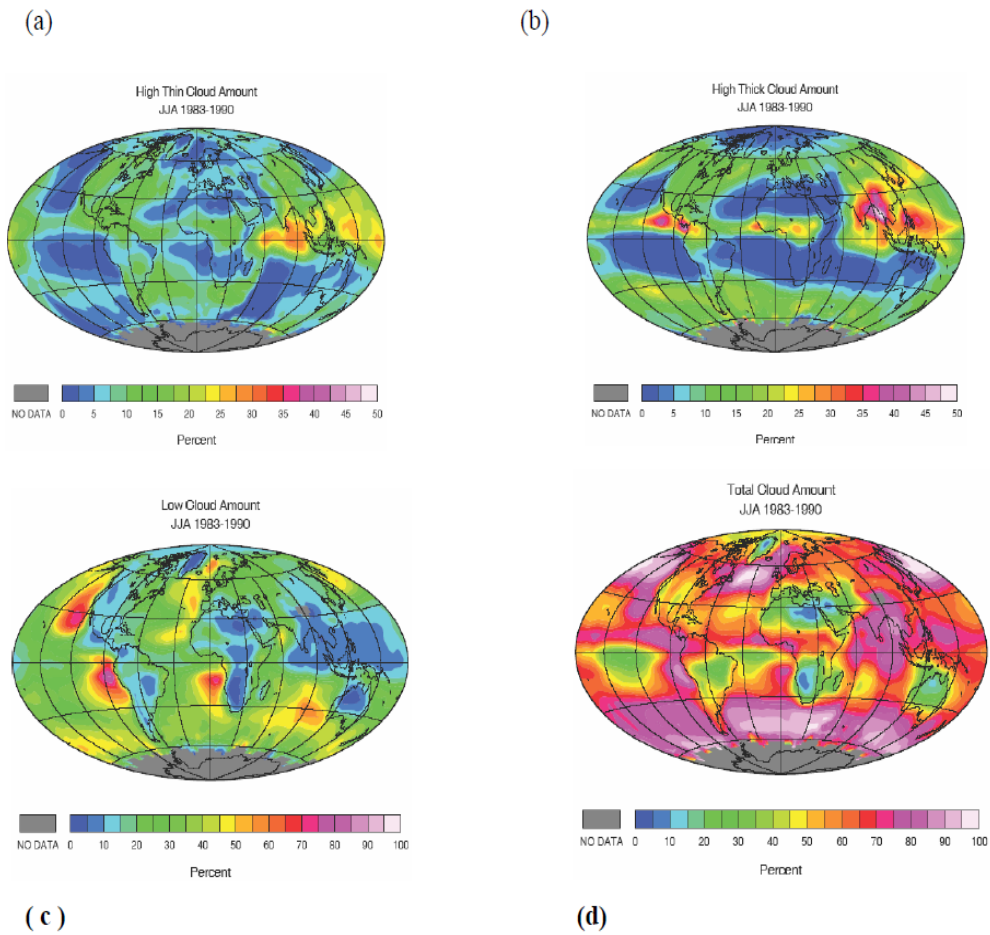 (a)
(b)
High Thin Cloud Amount
JJA 1983-1990
NO DATA 0 5 10 15 20 25 30 35 40 45 50
Percent
High Thick Cloud Amount
JJA 1983-1990
NO DATA 0 5 10 15 20 25 30 35 40 45 50
Percent
Low Cloud Amount
JJA 1983-1990
NO DATA 0 10 20 30 40 50 60 70 80 90 100
Percent
Total Cloud Amount
JJA 1983-1990
NO DATA 0 10 20 30 40 50 60 70 80 90 100
Percent
( c )
(d)